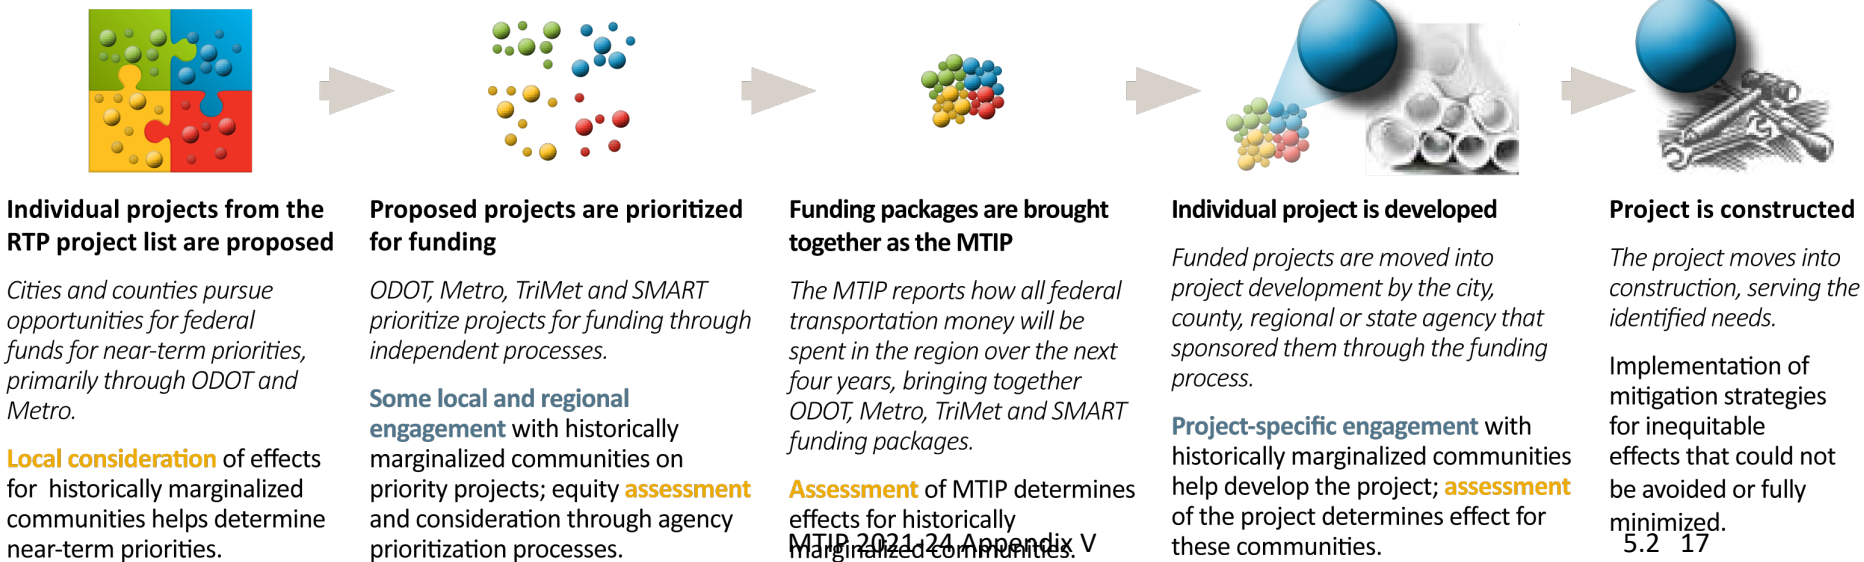 Individual projects from the
RTP project list are proposed
Cities and counties pursue
opportunities for federal
funds for near-term priorities,
primarily through ODOT and
Metro.
Local consideration of effects
for historically marginalized
communities helps determine
near-term priorities.
Proposed projects are prioritized
for funding
ODOT, Metro, TriMet and SMART
prioritize projects for funding through
independent processes.
Some local and regional
engagement with historically
marginalized communities on
priority projects; equity assessment
and consideration through agency
prioritization processes.
Funding packages are brought
together as the MTIP
The MTIP reports how all federal
transportation money will be
spent in the region over the next
four years, bringing together
ODOT, Metro, TriMet and SMART
funding packages.
Assessment of MTIP determines
effects for historically
marginalized communities.
Individual project is developed
Funded projects are moved into
project development by the city,
county, regional or state agency that
sponsored them through the funding
process.
Project-specific engagement with
historically marginalized communities
help develop the project; assessment
of the project determines effect for
these communities.
Project is constructed
The project moves into
construction, serving the
identified needs.
Implementation of
mitigation strategies
for inequitable
effects that could not
be avoided or fully
minimized.
MTIP 2021-24 Appendix V
5.2 17